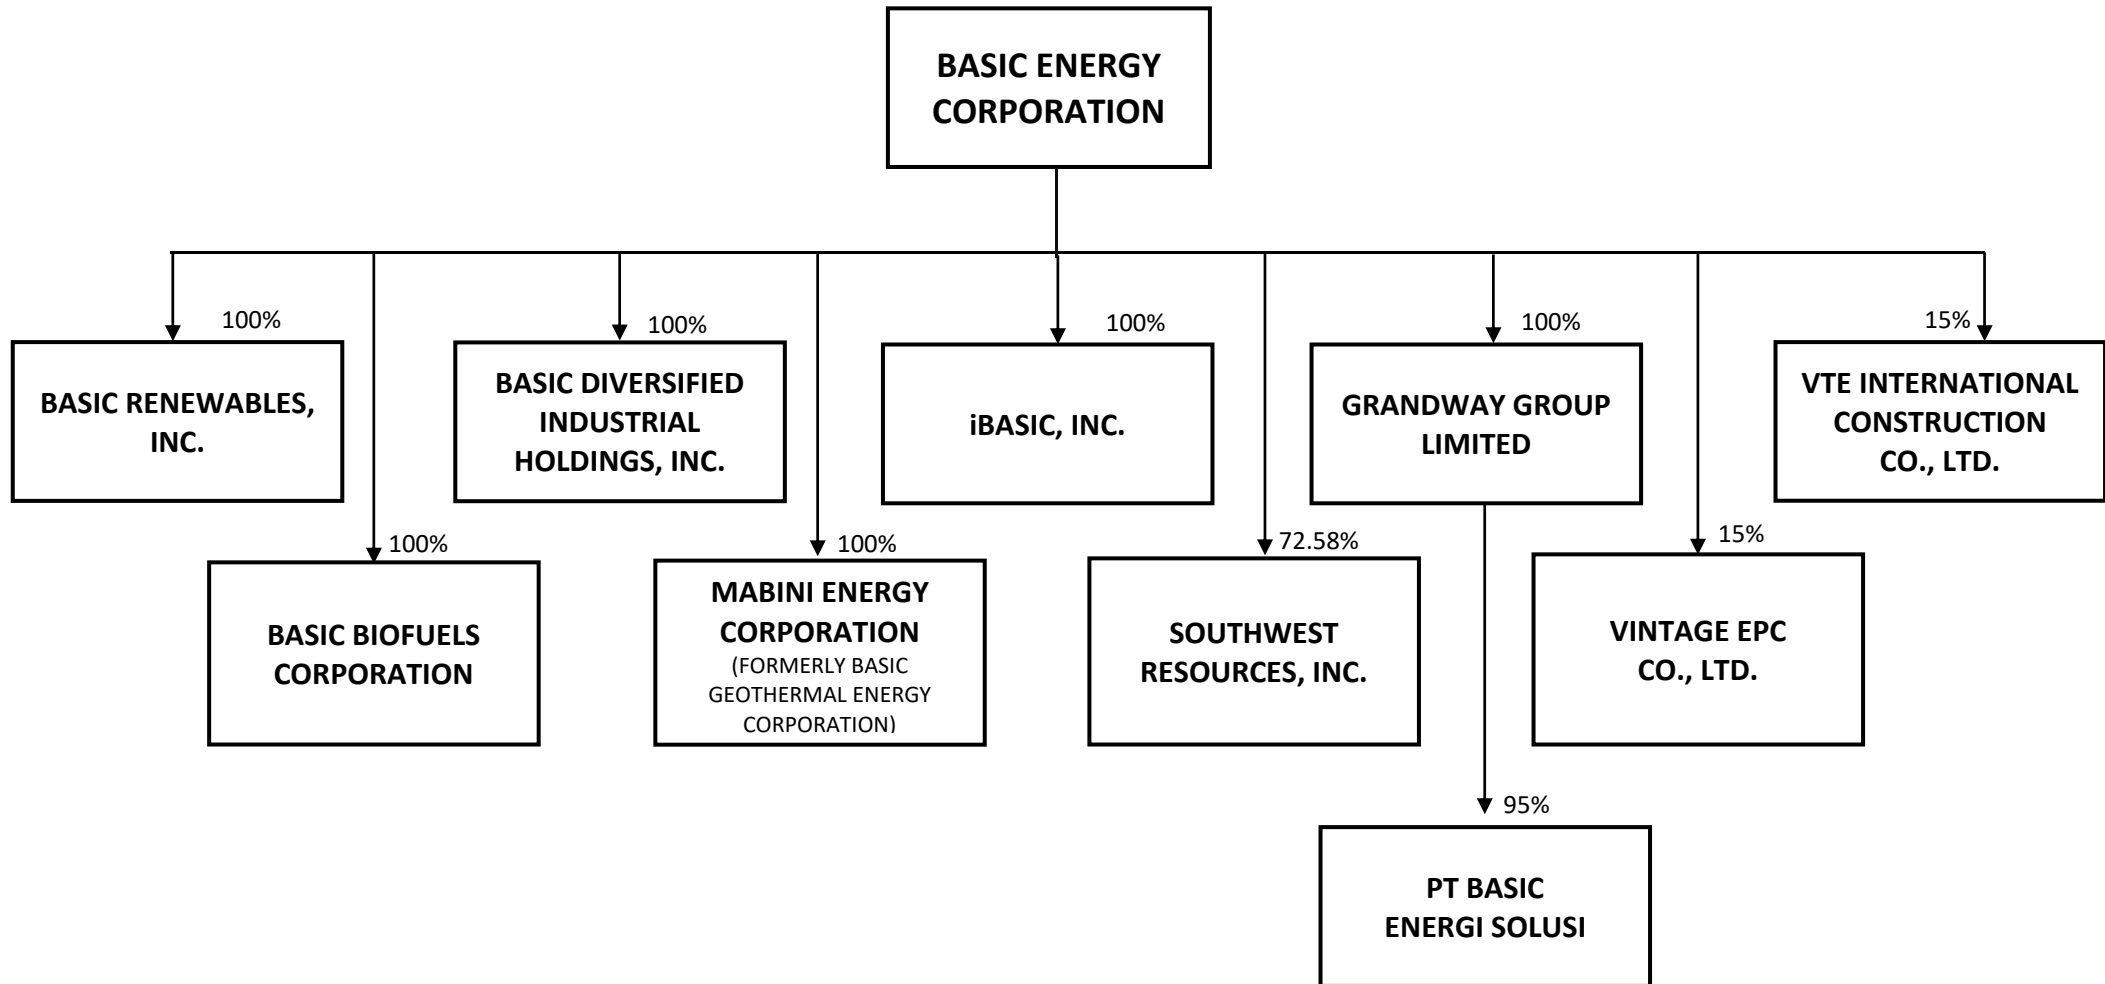 BASIC ENERGY
CORPORATION
100%
100%
100%
100%
15%
BASIC RENEWABLES,
INC.
BASIC DIVERSIFIED
INDUSTRIAL
HOLDINGS, INC.
iBASIC, INC.
GRANDWAY GROUP
LIMITED
VTE INTERNATIONAL
CONSTRUCTION
CO., LTD.
100%
100%
72.58%
15%
BASIC BIOFUELS
CORPORATION
MABINI ENERGY
CORPORATION
(FORMERLY BASIC
GEOTHERMAL ENERGY
CORPORATION)
SOUTHWEST
RESOURCES, INC.
VINTAGE EPC
CO., LTD.
95%
PT BASIC
ENERGI SOLUSI